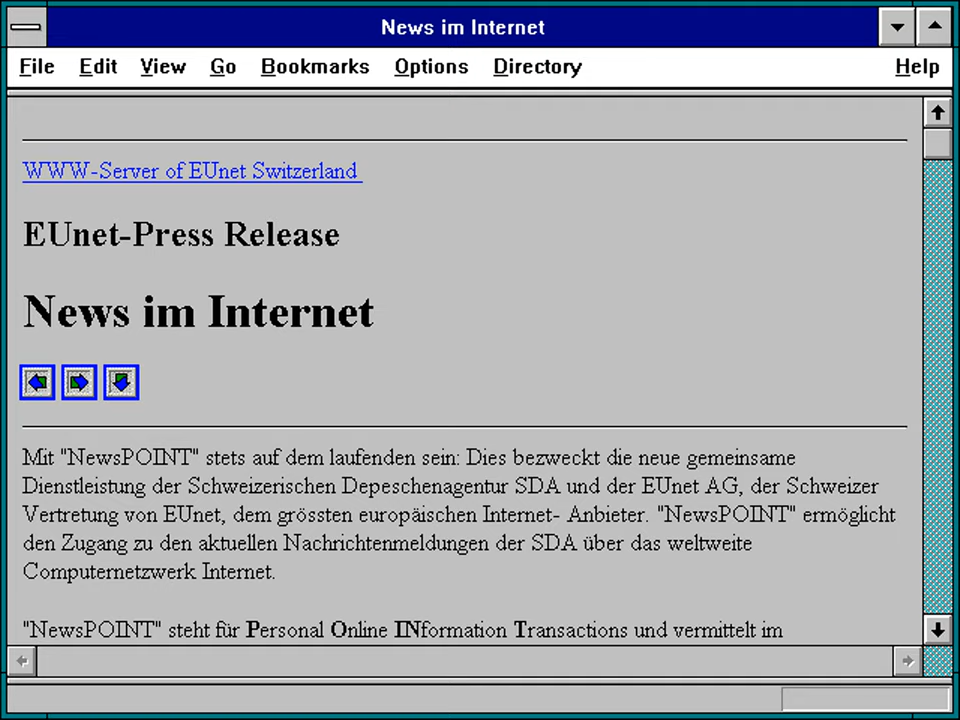 News im Internet
File Edit View Go Bookmarks Options Directory Help
WWW-Server of EUnet Switzerland
EUnet-Press Release
News im Internet
Mit "NewsPOINT" stets auf dem laufenden sein: Dies bezweckt die neue gemeinsame
Dienstleistung der Schweizerischen Depeschenagentur SDA und der EUnet AG, der Schweizer
Vertretung von EUnet, dem grössten europäischen Internet- Anbieter. "NewsPOINT" ermöglicht
den Zugang zu den aktuellen Nachrichtenmeldungen der SDA über das weltweite
Computernetzwerk Internet.
"NewsPOINT" steht für Personal Online INformation Transactions und vermittelt im